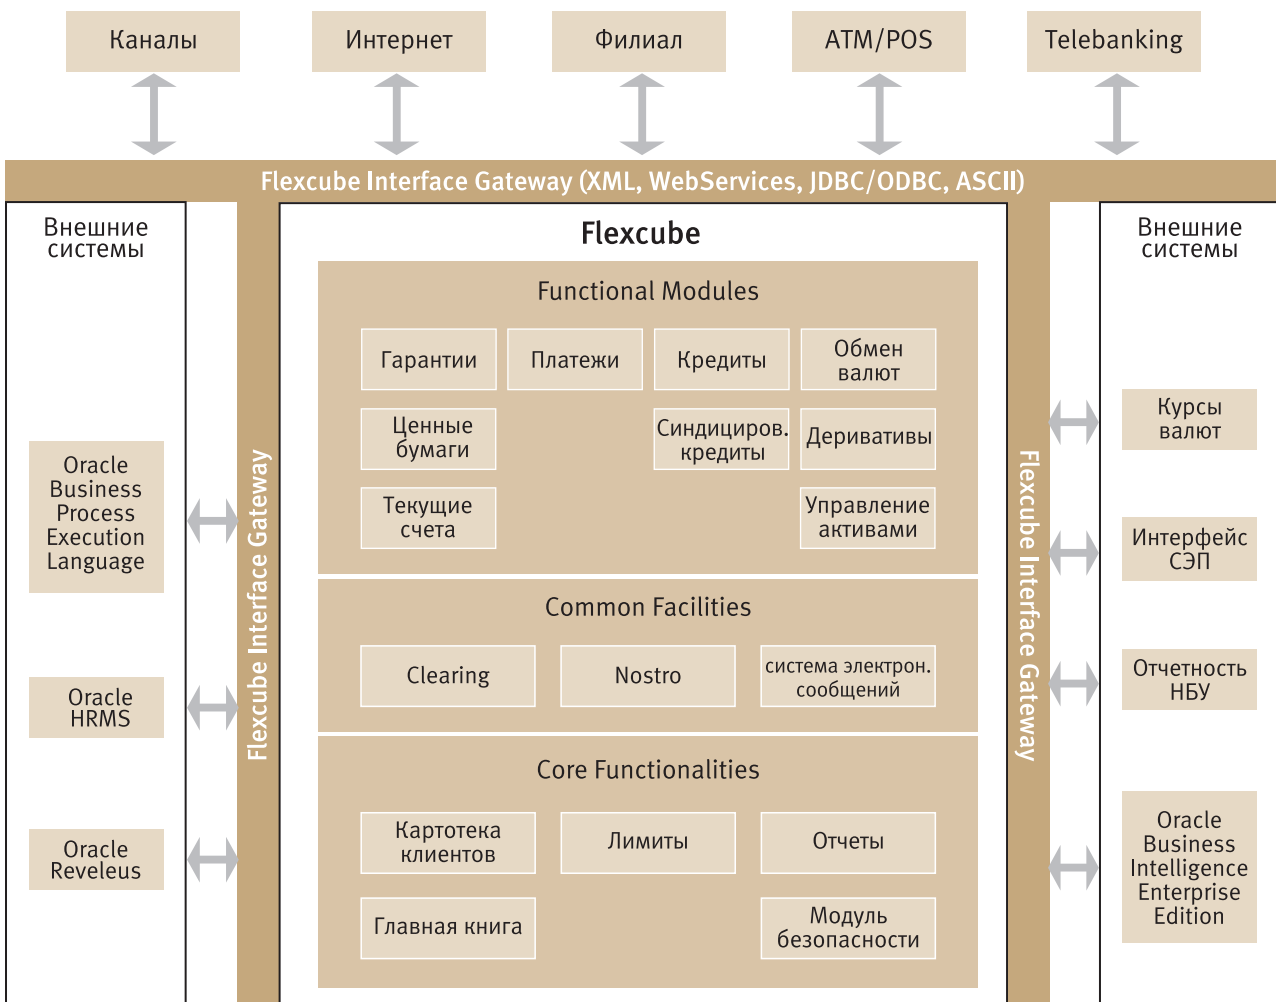 Каналы
Интернет
Филиал
ATM/POS
Telebanking
Flexcube Interface Gateway (XML, WebServices, JDBC/ODBC, ASCII)
Внешние
системы
Oracle
Business
Process
Execution
Language
Oracle
HRMS
Oracle
Reveleus
Flexcube Interface Gateway
Flexcube
Functional Modules
Гарантии
Платежи
Кредиты
Обмен
валют
Ценные
бумаги
Синдициров.
кредиты
Деривативы
Текущие
счета
Управление
активами
Common Facilities
Clearing
Nostro
система электрон.
сообщений
Core Functionalities
Картотека
клиентов
Лимиты
Отчеты
Главная книга
Модуль
безопасности
Flexcube Interface Gateway
Внешние
системы
Курсы
валют
Интерфейс
СЭП
Отчетность
НБУ
Oracle
Business
Intelligence
Enterprise
Edition